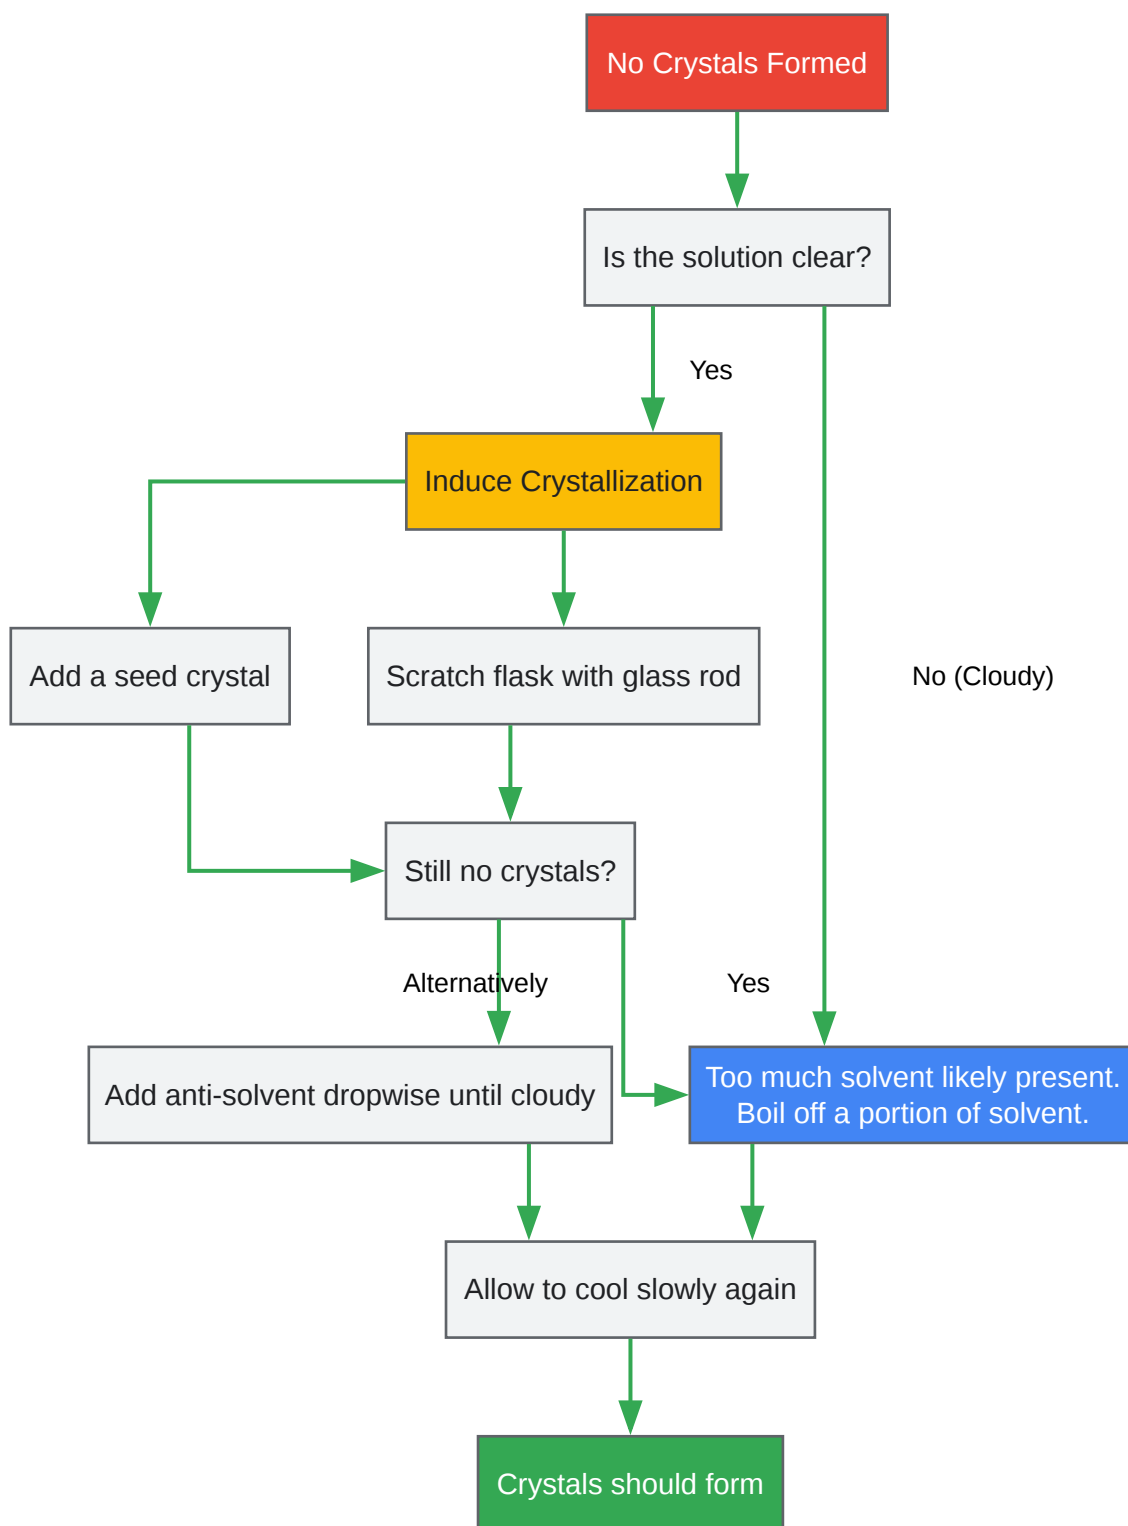 No Crystals Formed
Is the solution clear?
Yes
Induce Crystallization
Add a seed crystal
Scratch flask with glass rod
No (Cloudy)
Still no crystals?
Alternatively
Yes
Add anti-solvent dropwise until cloudy
Too much solvent likely present.
Boil off a portion of solvent.
Allow to cool slowly again
Crystals should form